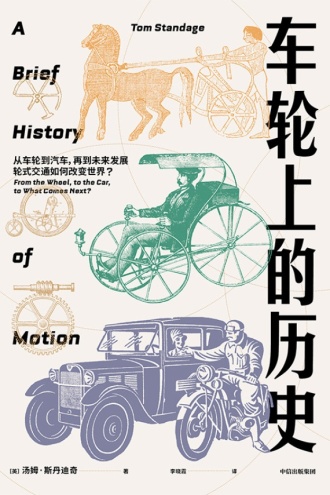 A
Brief
History
of
Motion
Tom Standage
车轮上的历史
从车轮到汽车，再到未来发展
轮式交通如何改变世界？
From the Wheel, to the Car,
to What Comes Next?
[英] 汤姆·斯丹迪奇 著 李晓霞 译
中信出版集团